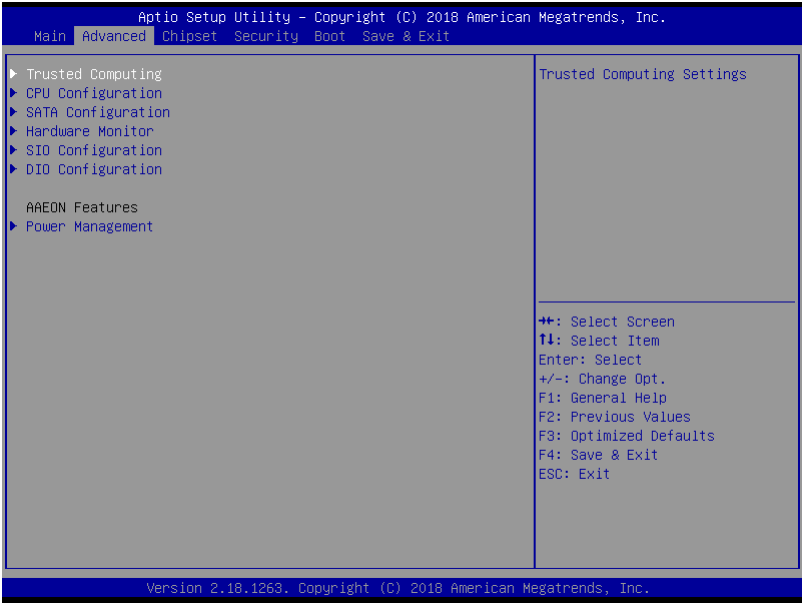 Aptio Setup Utility – Copyright (C) 2018 American Megatrends, Inc.
Main Advanced Chipset Security Boot Save & Exit
Trusted Computing
CPU Configuration
SATA Configuration
Hardware Monitor
SIO Configuration
DIO Configuration
AAEON Features
Power Management
Trusted Computing Settings
→←: Select Screen
↑↓: Select Item
Enter: Select
+/-: Change Opt.
F1: General Help
F2: Previous Values
F3: Optimized Defaults
F4: Save & Exit
ESC: Exit
Version 2.18.1263. Copyright (C) 2018 American Megatrends, Inc.